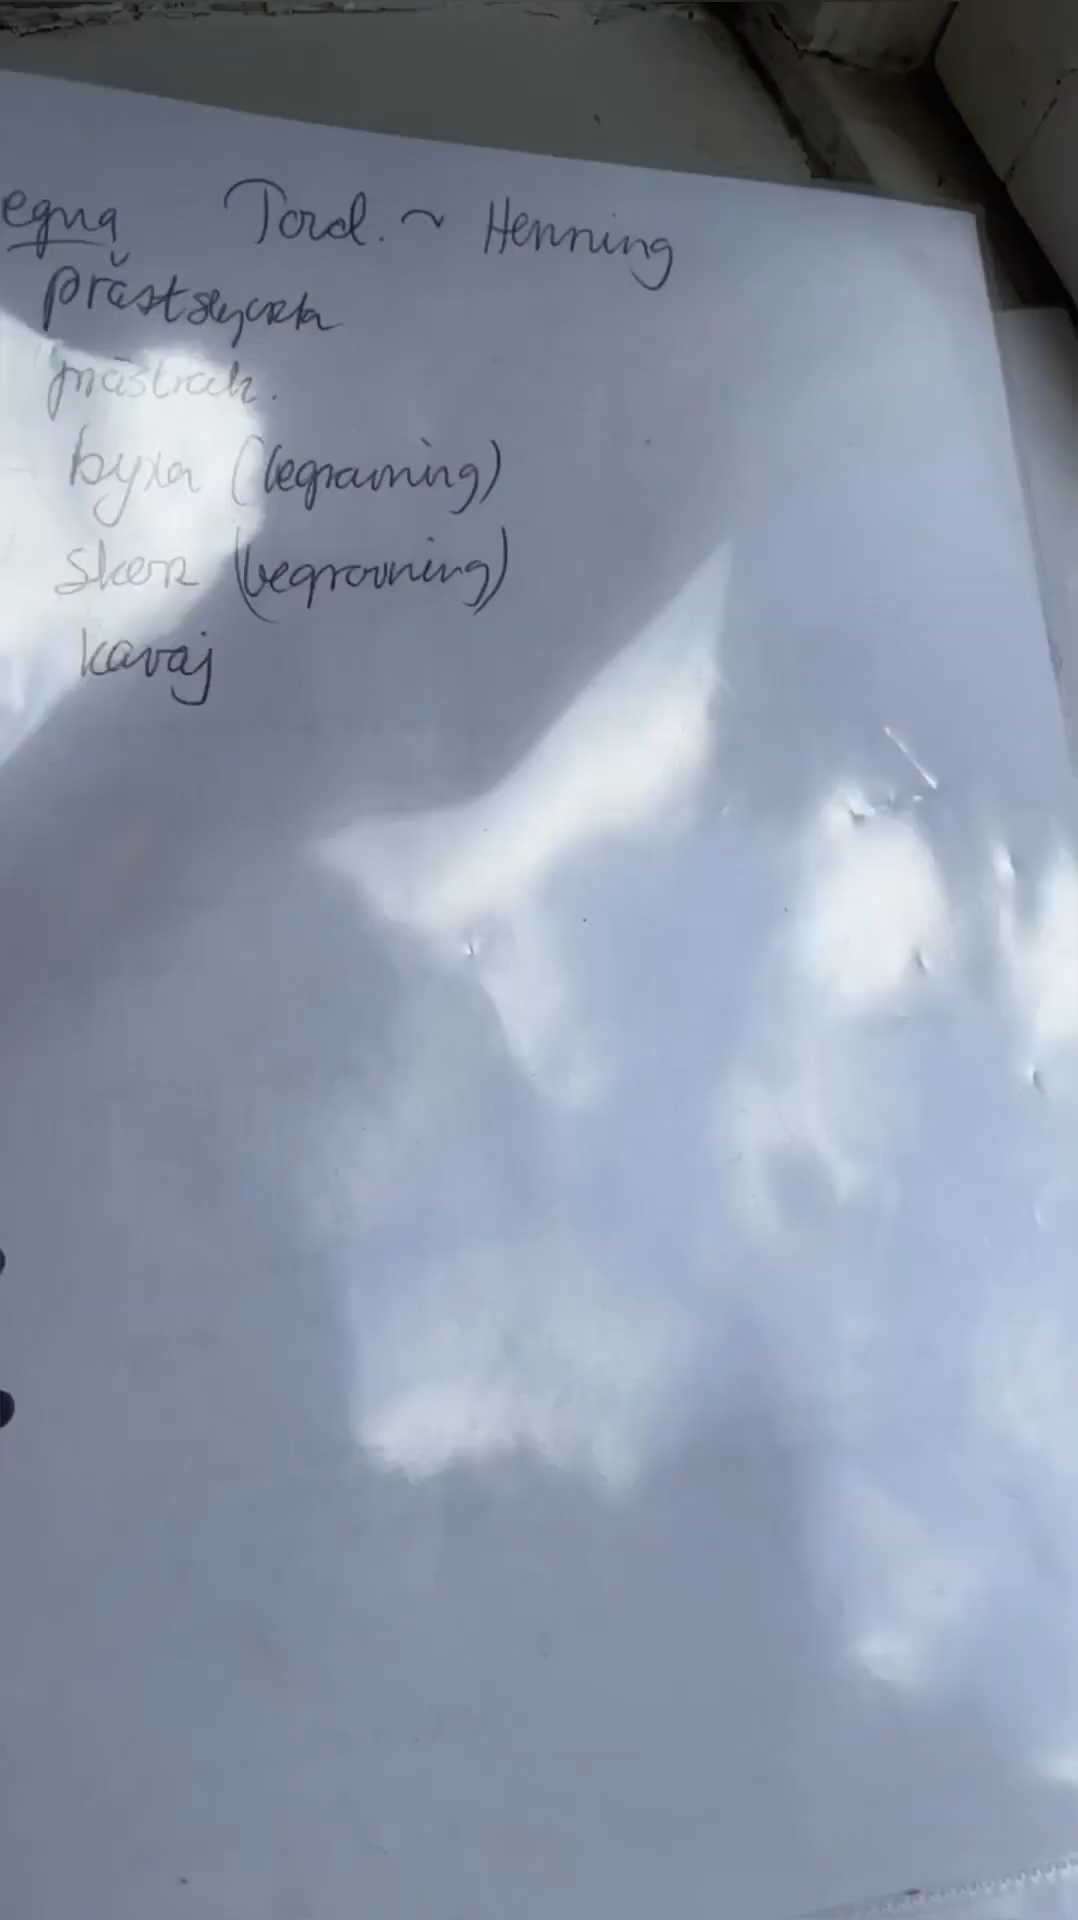 egna Tord. ~ Henning
prästskjorta
prästrock.
byxa (begravning)
skor (begravning)
kavaj